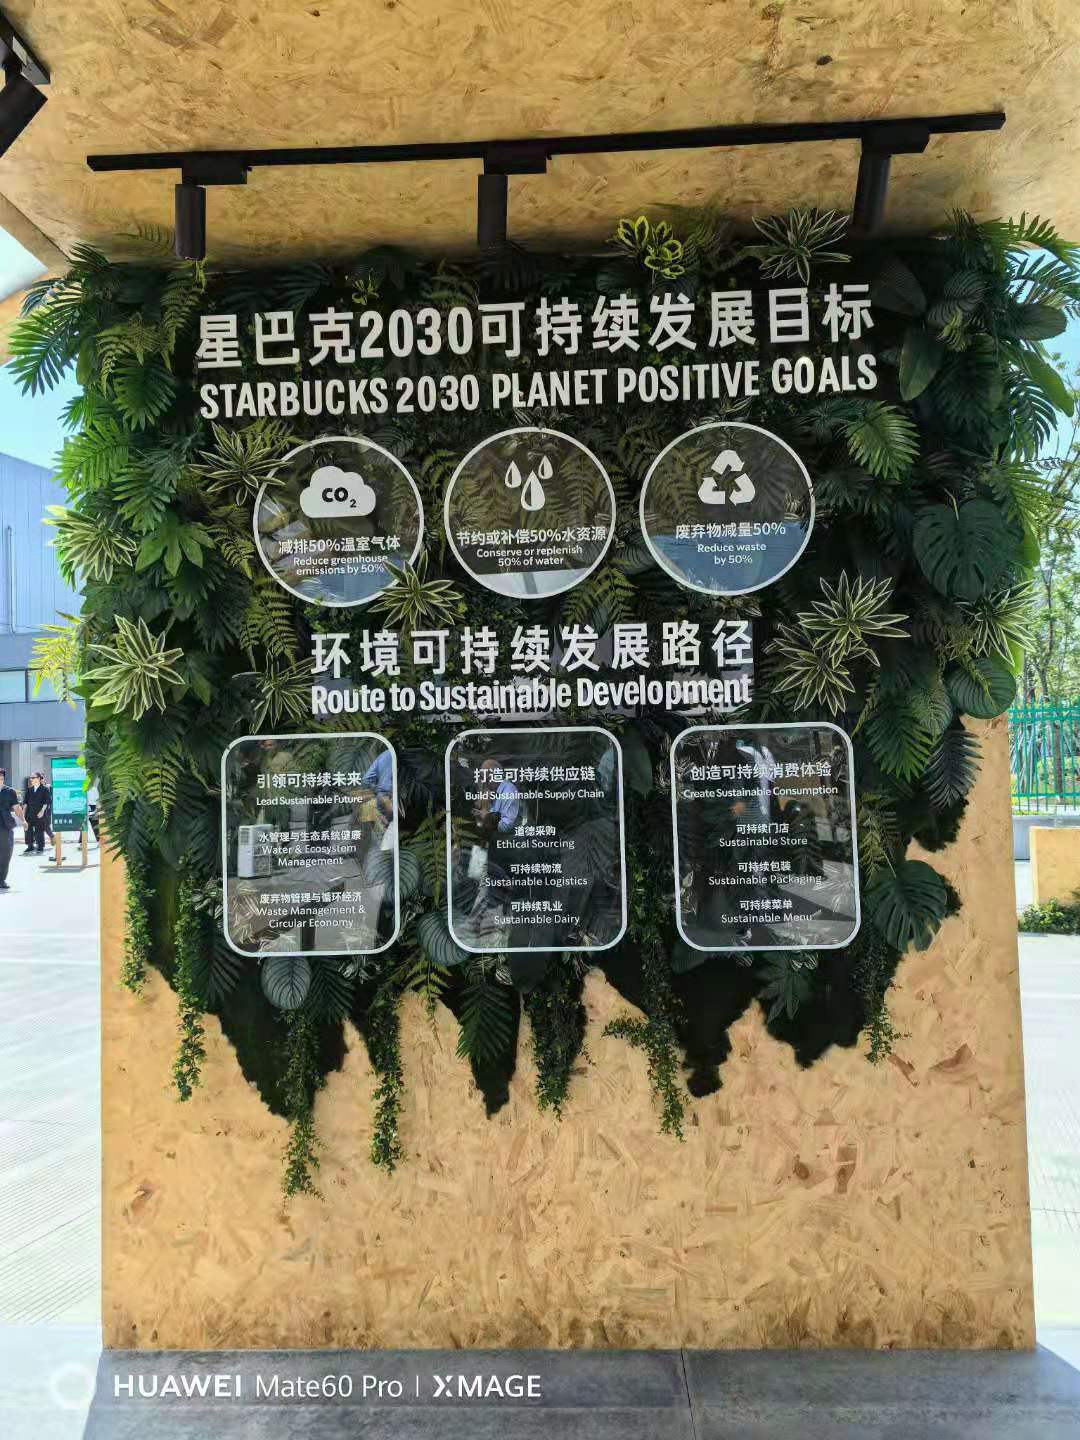 星巴克2030可持续发展目标
STARBUCKS 2030 PLANET POSITIVE GOALS
CO2
减排50%温室气体
Reduce greenhouse
emissions by 50%
节约或补偿50%水资源
Conserve or replenish
50% of water
废弃物减量50%
Reduce waste
by 50%
环境可持续发展路径
Route to Sustainable Development
引领可持续未来
Lead Sustainable Future
水管理与生态系统健康
Water & Ecosystem
Management
废弃物管理与循环经济
Waste Management &
Circular Economy
打造可持续供应链
Build Sustainable Supply Chain
道德采购
Ethical Sourcing
可持续物流
Sustainable Logistics
可持续乳业
Sustainable Dairy
创造可持续消费体验
Create Sustainable Consumption
可持续门店
Sustainable Store
可持续包装
Sustainable Packaging
可持续菜单
Sustainable Menu
HUAWEI Mate60 Pro | XMAGE